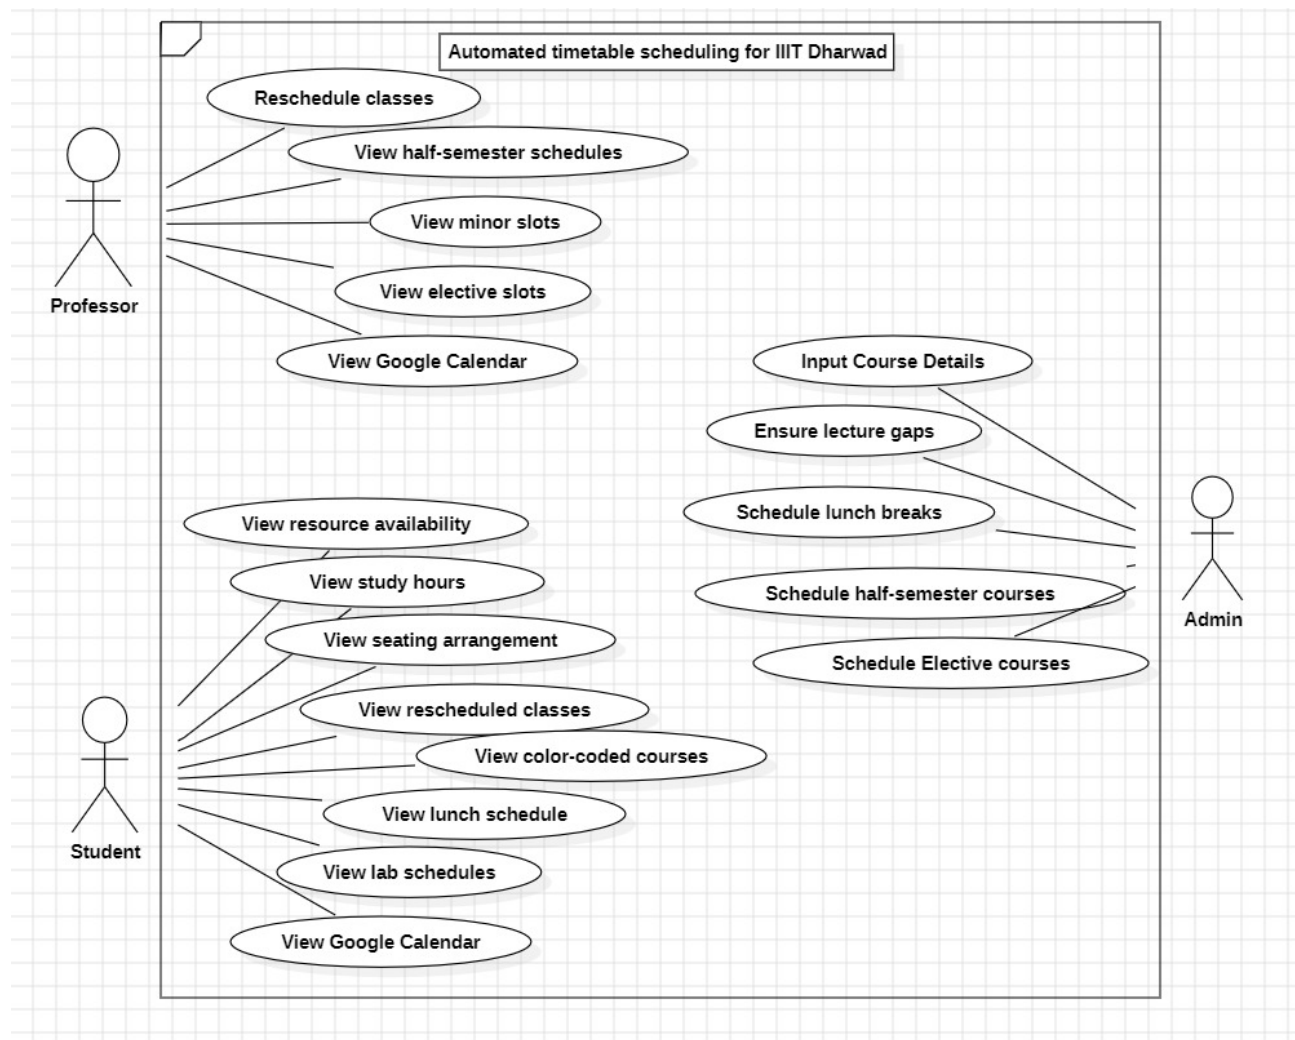 Automated timetable scheduling for IIIT Dharwad
Reschedule classes
View half-semester schedules
View minor slots
View elective slots
Professor
View Google Calendar
Input Course Details
Ensure lecture gaps
Schedule lunch breaks
View resource availability
View study hours
Schedule half-semester courses
Admin
View seating arrangement
Schedule Elective courses
View rescheduled classes
View color-coded courses
View lunch schedule
Student
View lab schedules
View Google Calendar